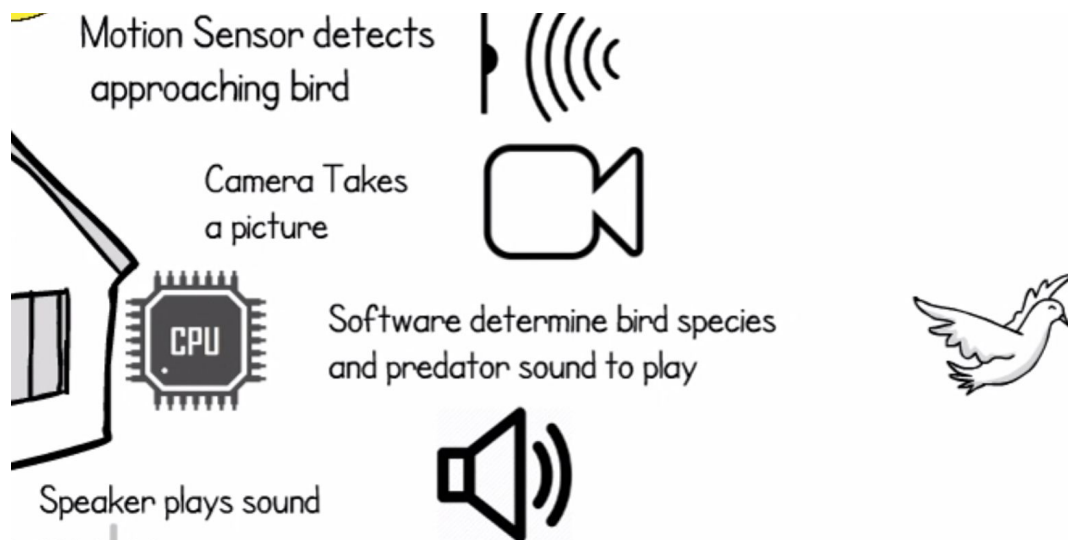 Motion Sensor detects
approaching bird
Camera Takes
a picture
CPU
Software determine bird species
and predator sound to play
Speaker plays sound